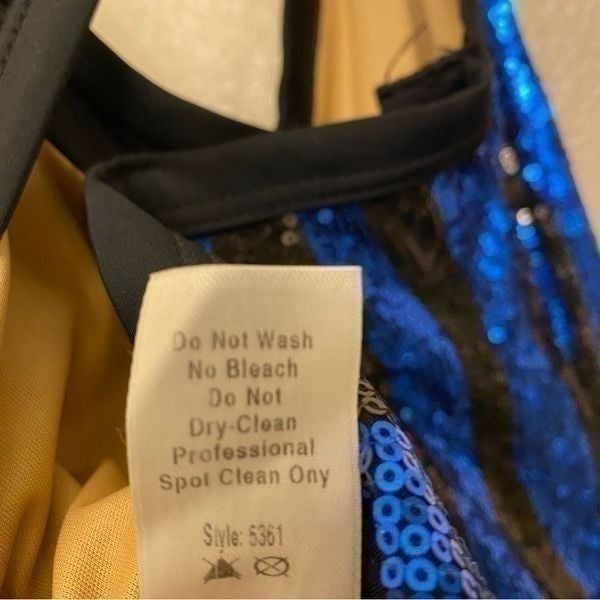 Do Not Wash
No Bleach
Do Not
Dry-Clean
Professional
Spot Clean Ony
Style: 5361